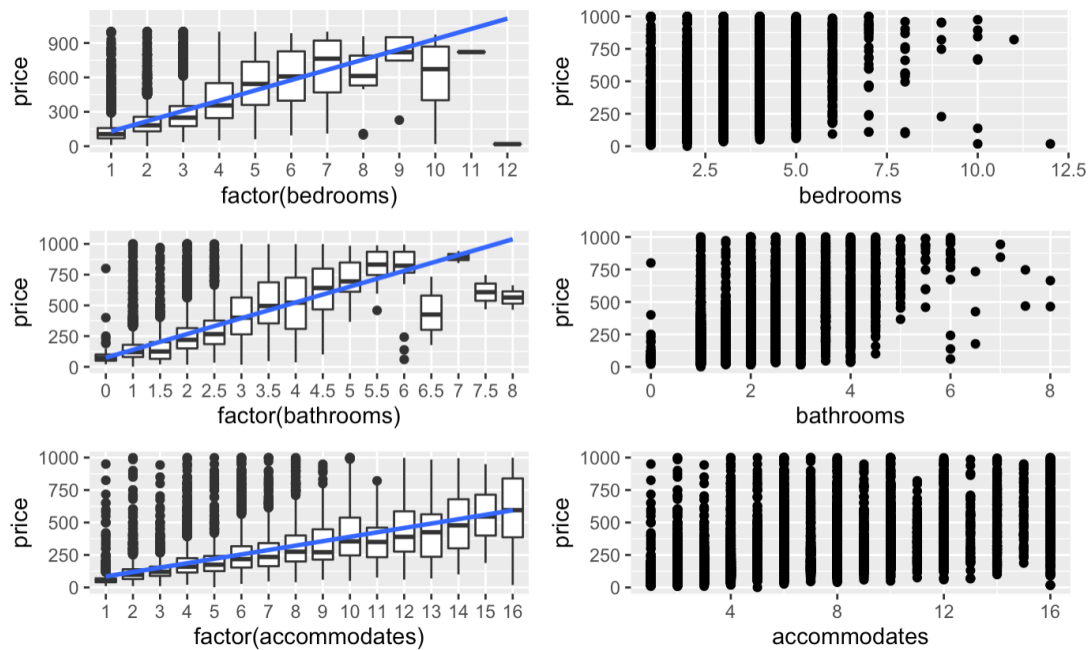 price
900
600
300
0
1 2 3 4 5 6 7 8 9 10 11 12
factor(bedrooms)
price
1000
750
500
250
0
2.5 5.0 7.5 10.0 12.5
bedrooms
price
1000
750
500
250
0
0 1 1.5 2 2.5 3 3.5 4 4.5 5 5.5 6 6.5 7 7.5 8
factor(bathrooms)
price
1000
750
500
250
0
0 2 4 6 8
bathrooms
price
1000
750
500
250
0
1 2 3 4 5 6 7 8 9 10 11 12 13 14 15 16
factor(accommodates)
price
1000
750
500
250
0
4 8 12 16
accommodates